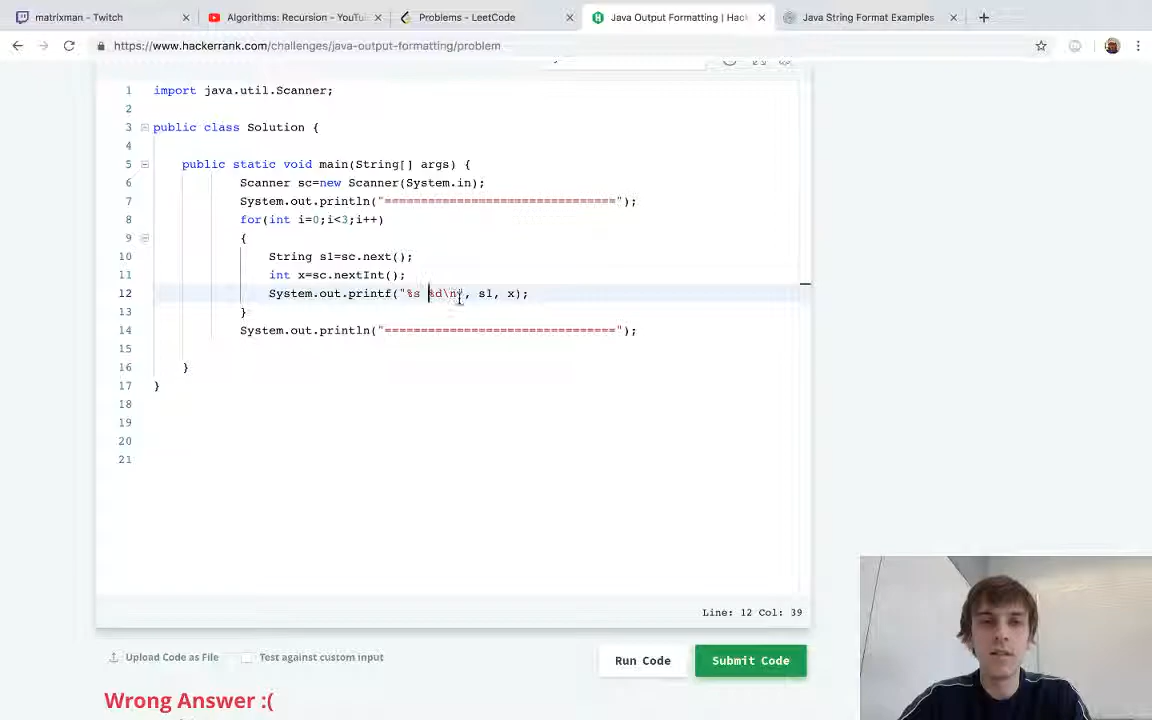 matrixman - Twitch
Algorithms: Recursion - YouTu
Problems - LeetCode
Java Output Formatting | Hack
Java String Format Examples
https://www.hackerrank.com/challenges/java-output-formatting/problem
1 import java.util.Scanner;
2
3 public class Solution {
4
5 public static void main(String[] args) {
6 Scanner sc=new Scanner(System.in);
7 System.out.println("================================");
8 for(int i=0;i<3;i++)
9 {
10 String s1=sc.next();
11 int x=sc.nextInt();
12 System.out.printf("%s %d\n", s1, x);
13 }
14 System.out.println("================================");
15
16 }
17 }
18
19
20
21
Line: 12 Col: 39
Upload Code as File
Test against custom input
Run Code
Submit Code
Wrong Answer :(